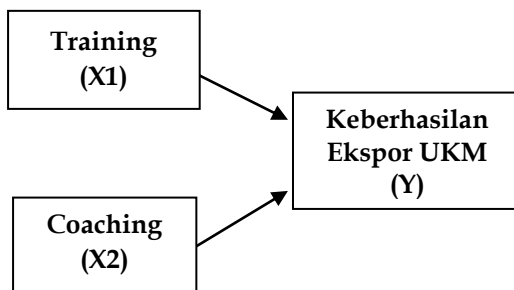 Training
(X1)
Keberhasilan
Ekspor UKM
(Y)
Coaching
(X2)